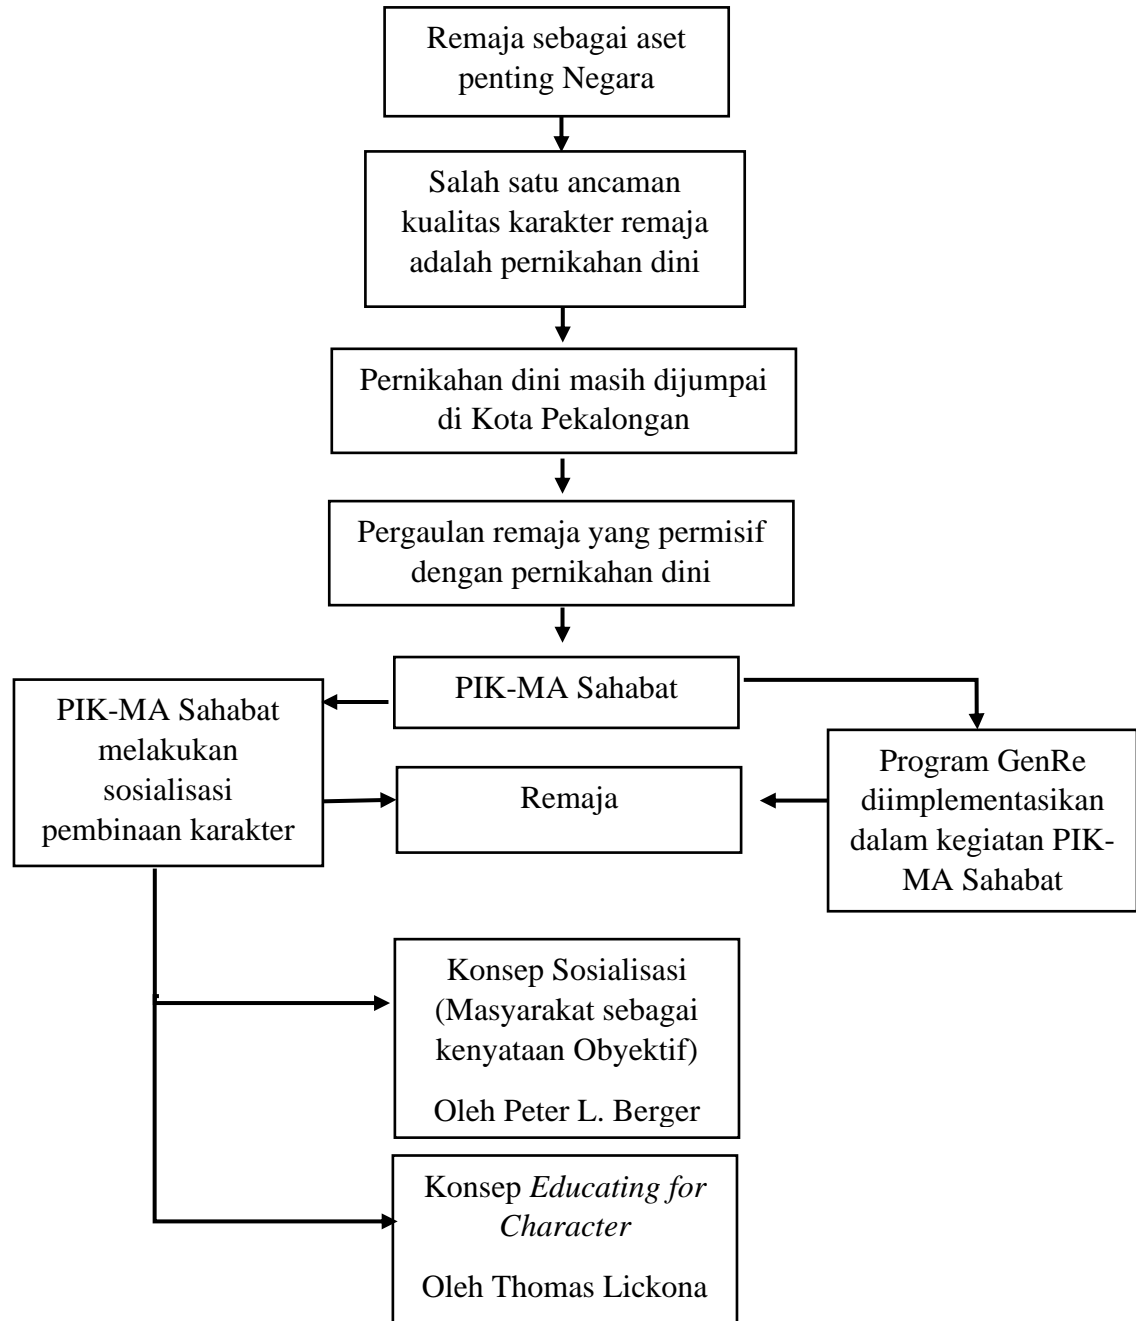 Remaja sebagai aset
penting Negara
Salah satu ancaman
kualitas karakter remaja
adalah pernikahan dini
Pernikahan dini masih dijumpai
di Kota Pekalongan
Pergaulan remaja yang permisif
dengan pernikahan dini
PIK-MA Sahabat
PIK-MA Sahabat
melakukan
sosialisasi
pembinaan karakter
Remaja
Program GenRe
diimplementasikan
dalam kegiatan PIK-
MA Sahabat
Konsep Sosialisasi
(Masyarakat sebagai
kenyataan Obyektif)
Oleh Peter L. Berger
Konsep Educating for
Character
Oleh Thomas Lickona